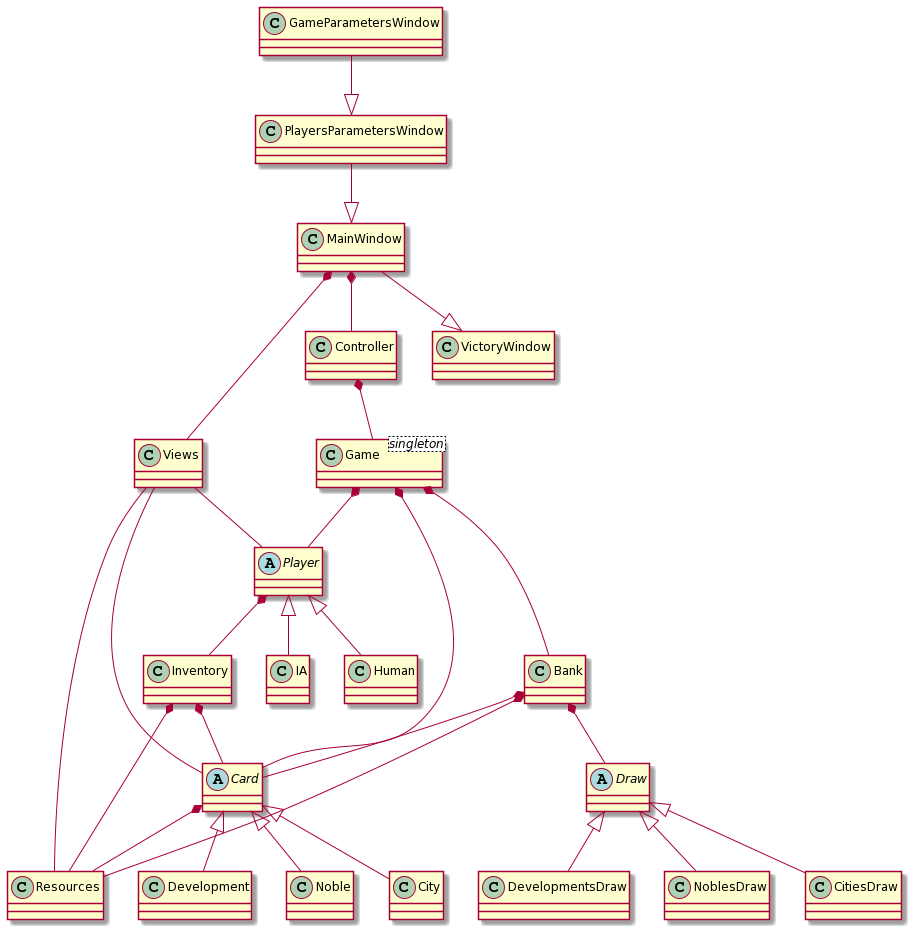 C GameParametersWindow
C PlayersParametersWindow
C MainWindow
C Controller
C VictoryWindow
C Views
C Game
singleton
A Player
C Inventory
C IA
C Human
C Bank
A Card
A Draw
C Resources
C Development
C Noble
C City
C DevelopmentsDraw
C NoblesDraw
C CitiesDraw